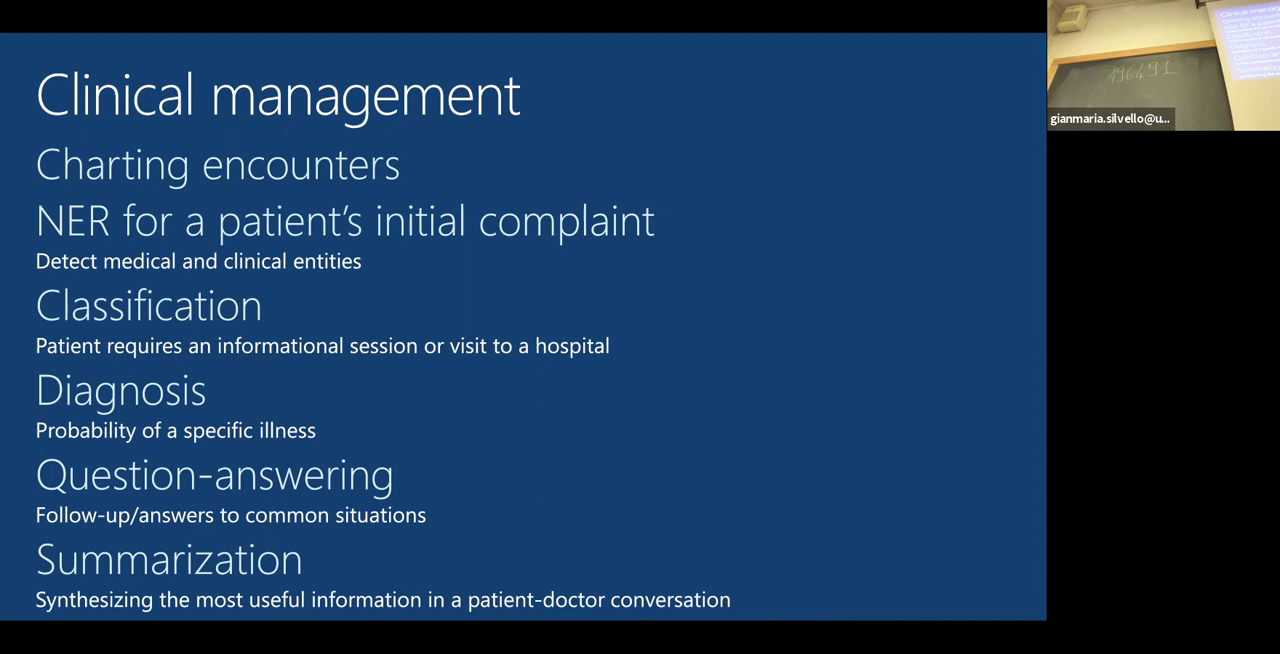 Clinical management
Charting encounters
NER for a patient's initial complaint
Detect medical and clinical entities
Classification
Patient requires an informational session or visit to a hospital
Diagnosis
Probability of a specific illness
Question-answering
Follow-up/answers to common situations
Summarization
Synthesizing the most useful information in a patient-doctor conversation
196491
gianmaria.silvello@u...